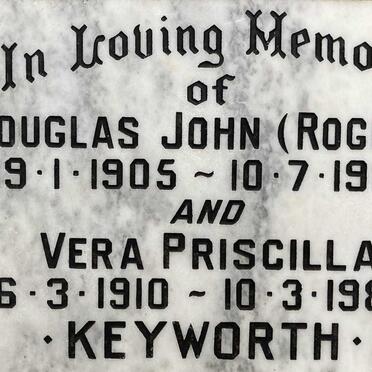 In Loving Memo
of
OUGLAS JOHN (ROG
9·1·1905 ~ 10·7·19
AND
VERA PRISCILLA
6·3·1910 ~ 10·3·198
· KEYWORTH ·